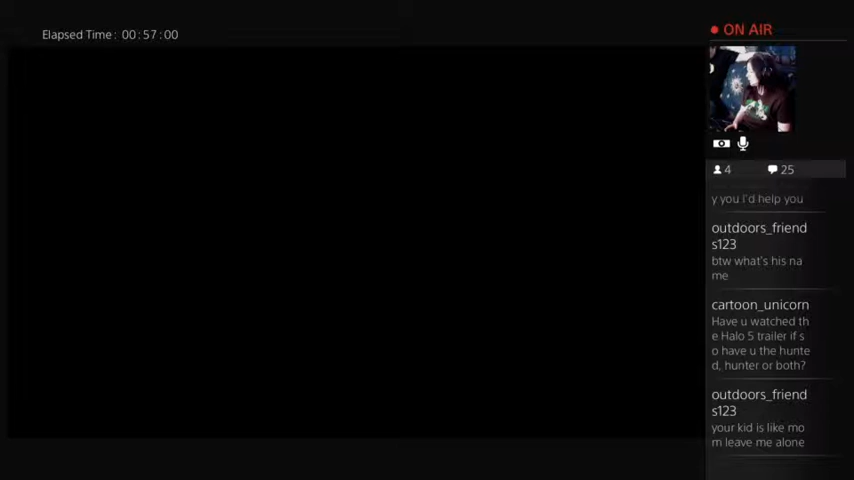 Elapsed Time: 00:57:00
ON AIR
4 25
y you I'd help you
outdoors_friend
s123
btw what's his na
me
cartoon_unicorn
Have u watched th
e Halo 5 trailer if s
o have u the hunte
d, hunter or both?
outdoors_friend
s123
your kid is like mo
m leave me alone